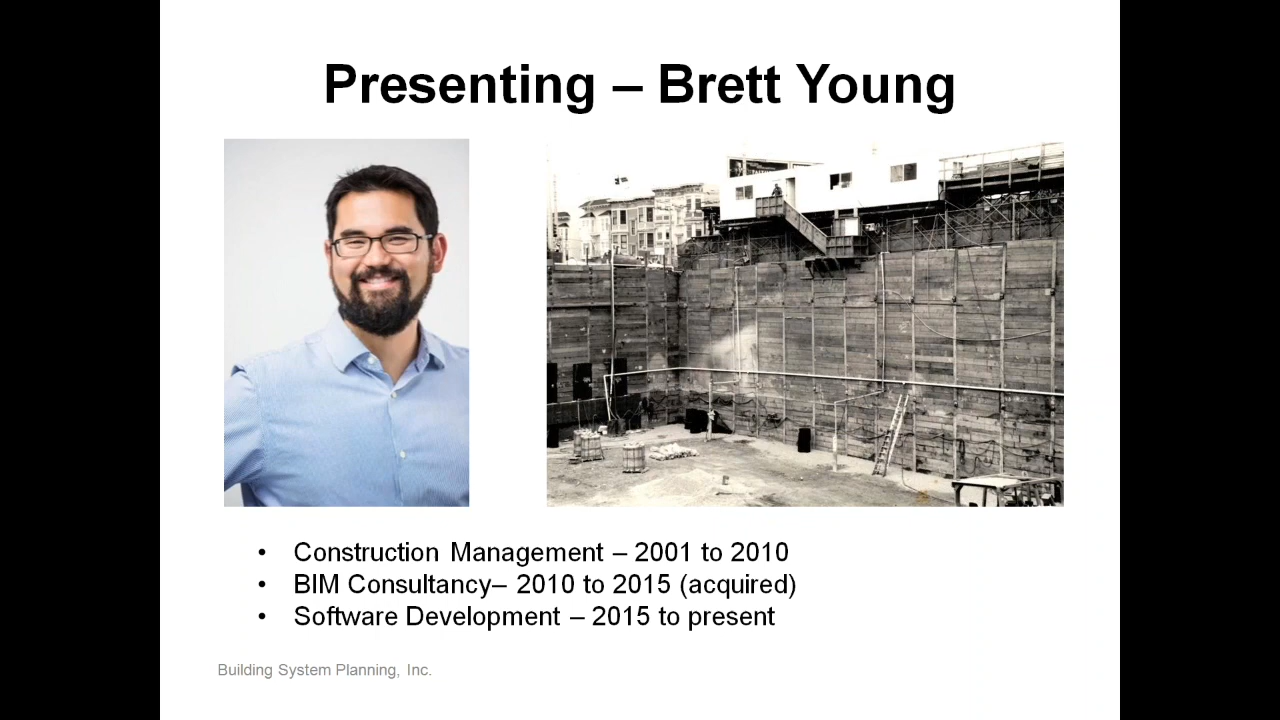 Presenting – Brett Young
• Construction Management – 2001 to 2010
• BIM Consultancy– 2010 to 2015 (acquired)
• Software Development – 2015 to present
Building System Planning, Inc.